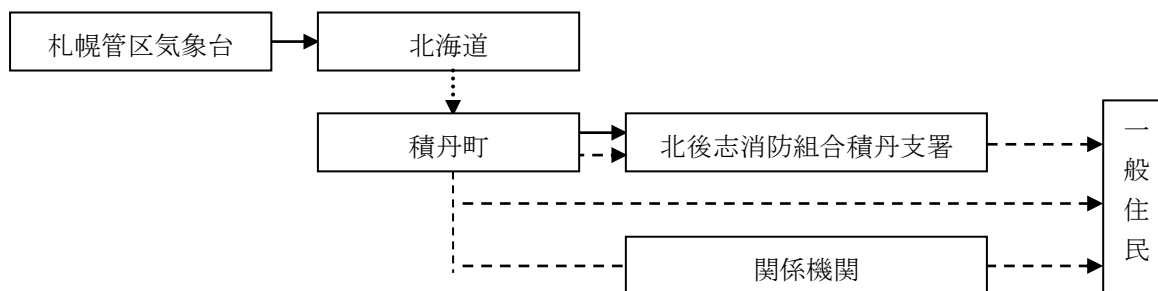 札幌管区気象台
北海道
積丹町
北後志消防組合積丹支署
関係機関
一般住民